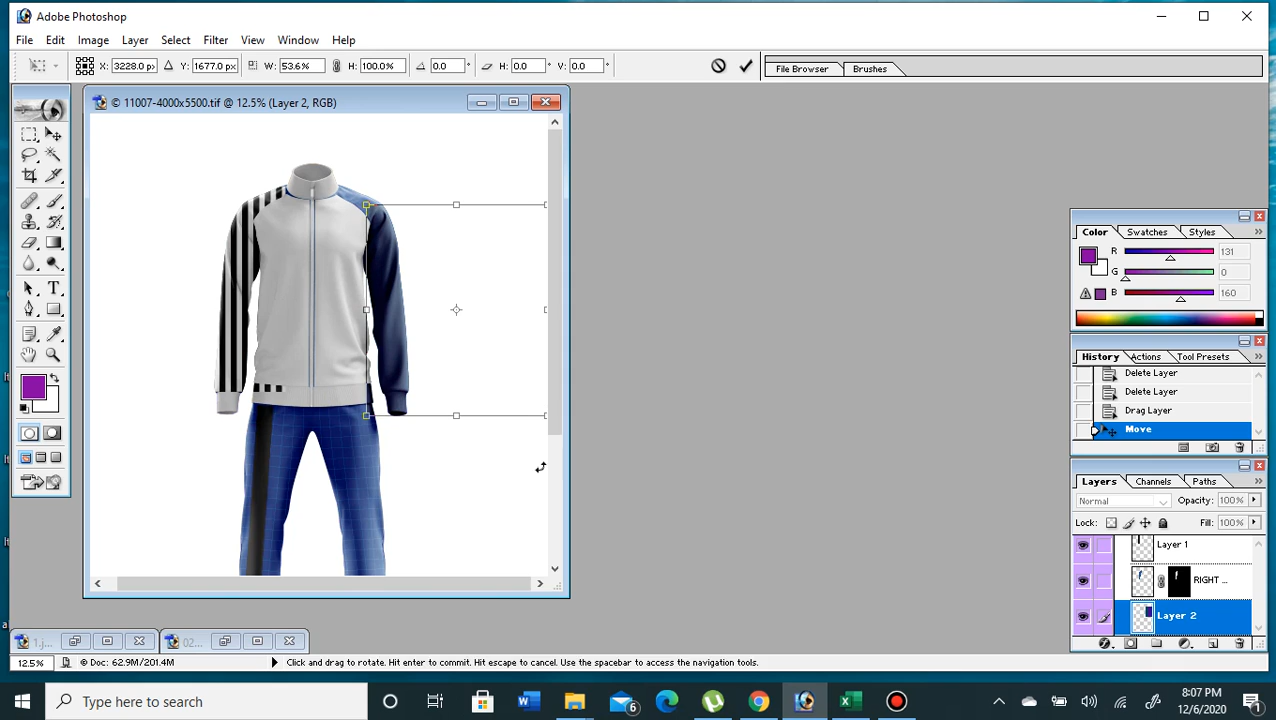 Adobe Photoshop
File Edit Image Layer Select Filter View Window Help
X: 3228.0 px Y: 1677.0 px W: 53.6% H: 100.0% 0.0 ° H: 0.0 ° V: 0.0 °
File Browser Brushes
© 11007-4000x5500.tif @ 12.5% (Layer 2, RGB)
Color Swatches Styles
R 131
G 0
B 160
History Actions Tool Presets
Delete Layer
Delete Layer
Drag Layer
Move
Layers Channels Paths
Normal Opacity: 100%
Lock: Fill: 100%
Layer 1
RIGHT ...
Layer 2
1.j... 02...
12.5% Doc: 62.9M/201.4M Click and drag to rotate. Hit enter to commit. Hit escape to cancel. Use the spacebar to access the navigation tools.
Type here to search
6
8:07 PM
12/6/2020
1